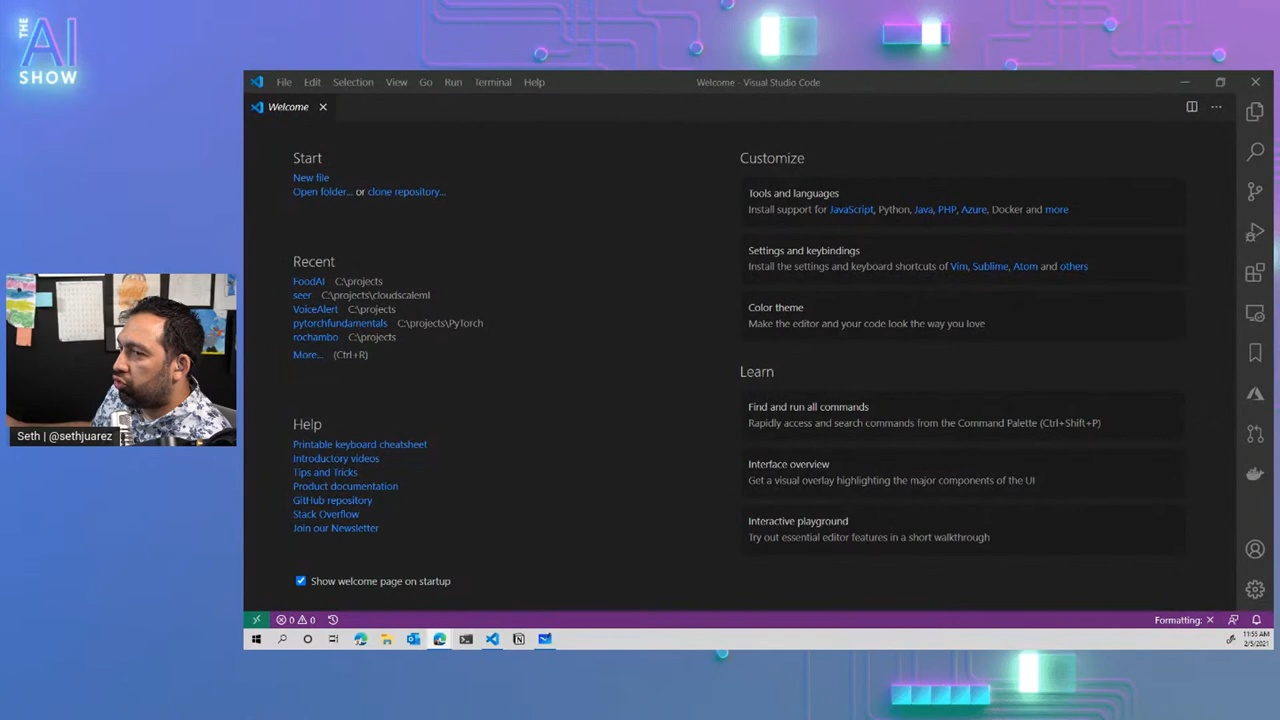 THE
AI
SHOW
File Edit Selection View Go Run Terminal Help
Welcome - Visual Studio Code
Welcome
Start
New file
Open folder... or clone repository...
Recent
FoodAI C:\projects
seer C:\projects\cloudscaleml
VoiceAlert C:\projects
pytorchfundamentals C:\projects\PyTorch
rochambo C:\projects
More... (Ctrl+R)
Help
Printable keyboard cheatsheet
Introductory videos
Tips and Tricks
Product documentation
GitHub repository
Stack Overflow
Join our Newsletter
Show welcome page on startup
Customize
Tools and languages
Install support for JavaScript, Python, Java, PHP, Azure, Docker and more
Settings and keybindings
Install the settings and keyboard shortcuts of Vim, Sublime, Atom and others
Color theme
Make the editor and your code look the way you love
Learn
Find and run all commands
Rapidly access and search commands from the Command Palette (Ctrl+Shift+P)
Interface overview
Get a visual overlay highlighting the major components of the UI
Interactive playground
Try out essential editor features in a short walkthrough
Seth | @sethjuarez
0 0
Formatting:
11:55 AM
2/5/2021